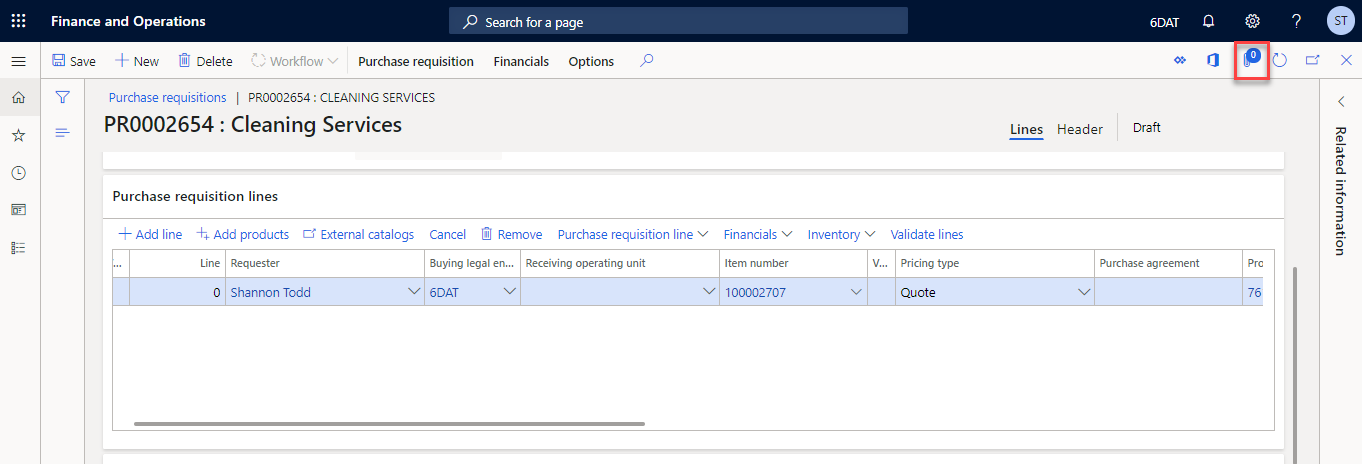 Finance and Operations
Search for a page
6DAT
ST
Save
New
Delete
Workflow
Purchase requisition
Financials
Options
0
Purchase requisitions | PR0002654 : CLEANING SERVICES
PR0002654 : Cleaning Services
Lines
Header
Draft
Related information
Purchase requisition lines
Add line
Add products
External catalogs
Cancel
Remove
Purchase requisition line
Financials
Inventory
Validate lines
... Line Requester Buying legal en... Receiving operating unit Item number V... Pricing type Purchase agreement Pro
0 Shannon Todd 6DAT 100002707 Quote 76